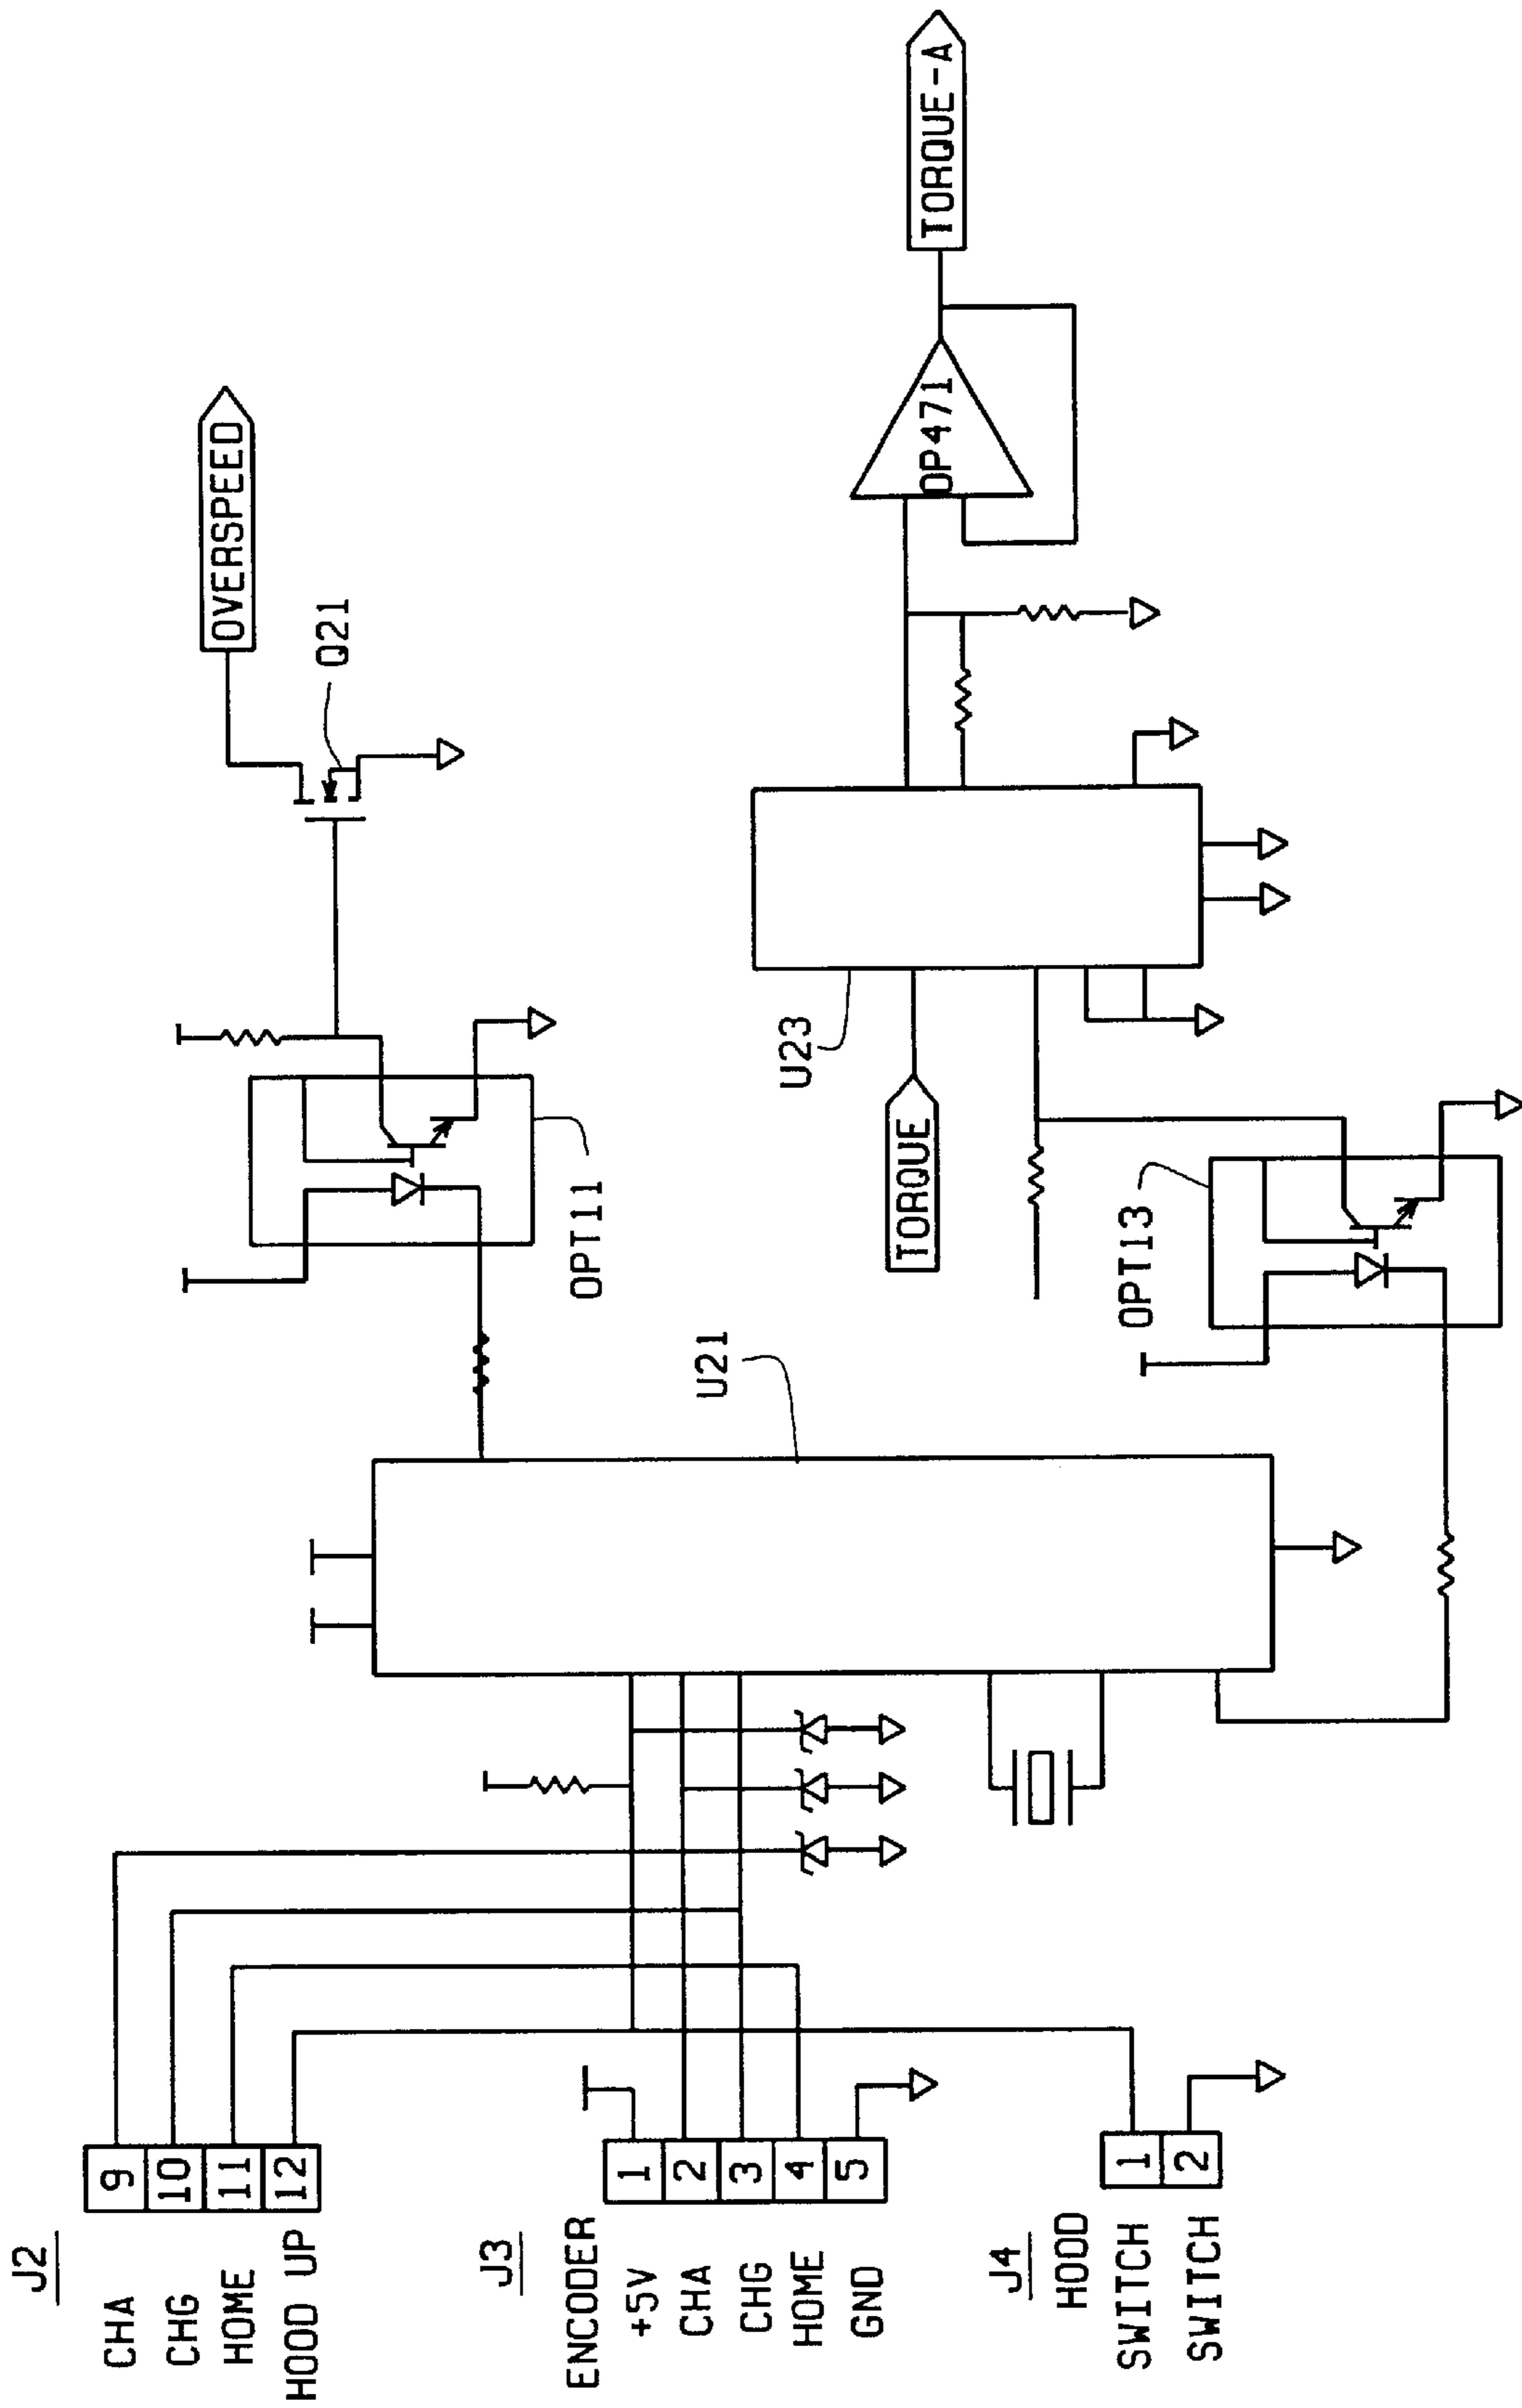 J2
CHA 9
CHG 10
HOME 11
HOOD UP 12
J3
ENCODER
+5V 1
CHA 2
CHG 3
HOME 4
GND 5
J4
HOOD
SWITCH 1
SWITCH 2
U21
OPT11
OPT13
TORQUE
U23
Q21
OVERSPEED
OP471
TORQUE-A